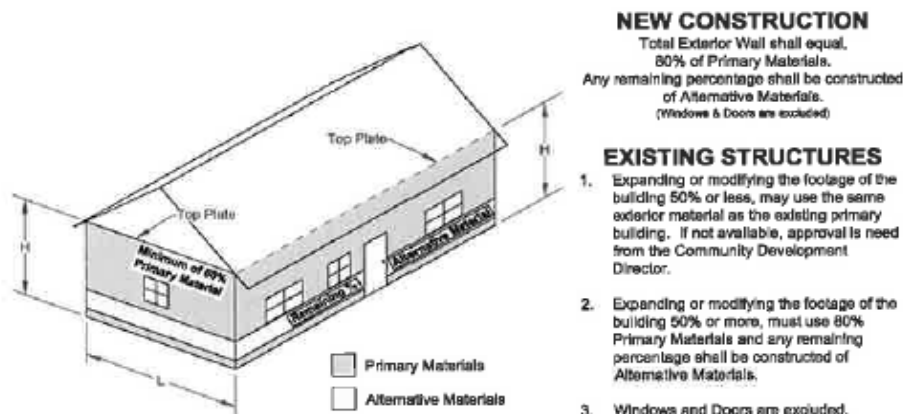 NEW CONSTRUCTION
Total Exterior Wall shall equal,
80% of Primary Materials.
Any remaining percentage shall be constructed
of Alternative Materials.
(Windows & Doors are excluded)
EXISTING STRUCTURES
1. Expanding or modifying the footage of the
building 50% or less, may use the same
exterior material as the existing primary
building. If not available, approval is need
from the Community Development
Director.
2. Expanding or modifying the footage of the
building 50% or more, must use 80%
Primary Materials and any remaining
percentage shall be constructed of
Alternative Materials.
3. Windows and Doors are excluded.
Top Plate
H
Top Plate
H
Minimum of
Primary Material
Remaining %
Alternative Material
L
Primary Materials
Alternative Materials